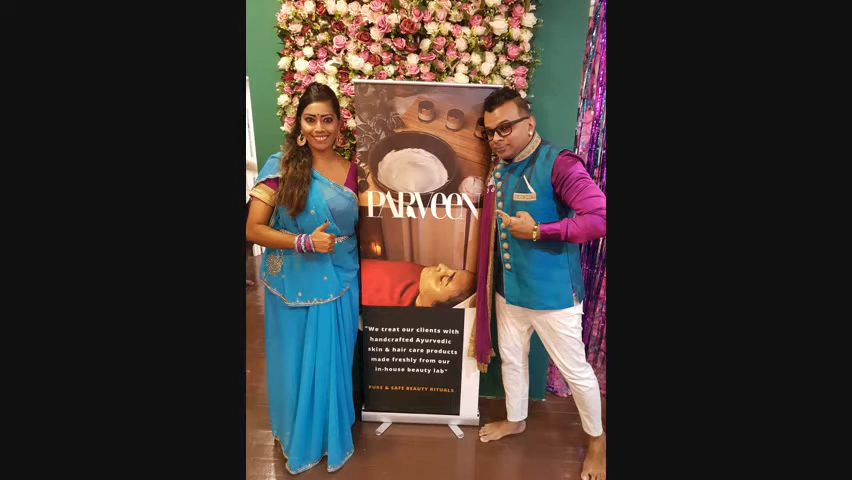 PARVEEN
"We treat our clients with
handcrafted Ayurvedic
skin & hair care products
made freshly from our
in-house beauty lab"
PURE & SAFE BEAUTY RITUALS